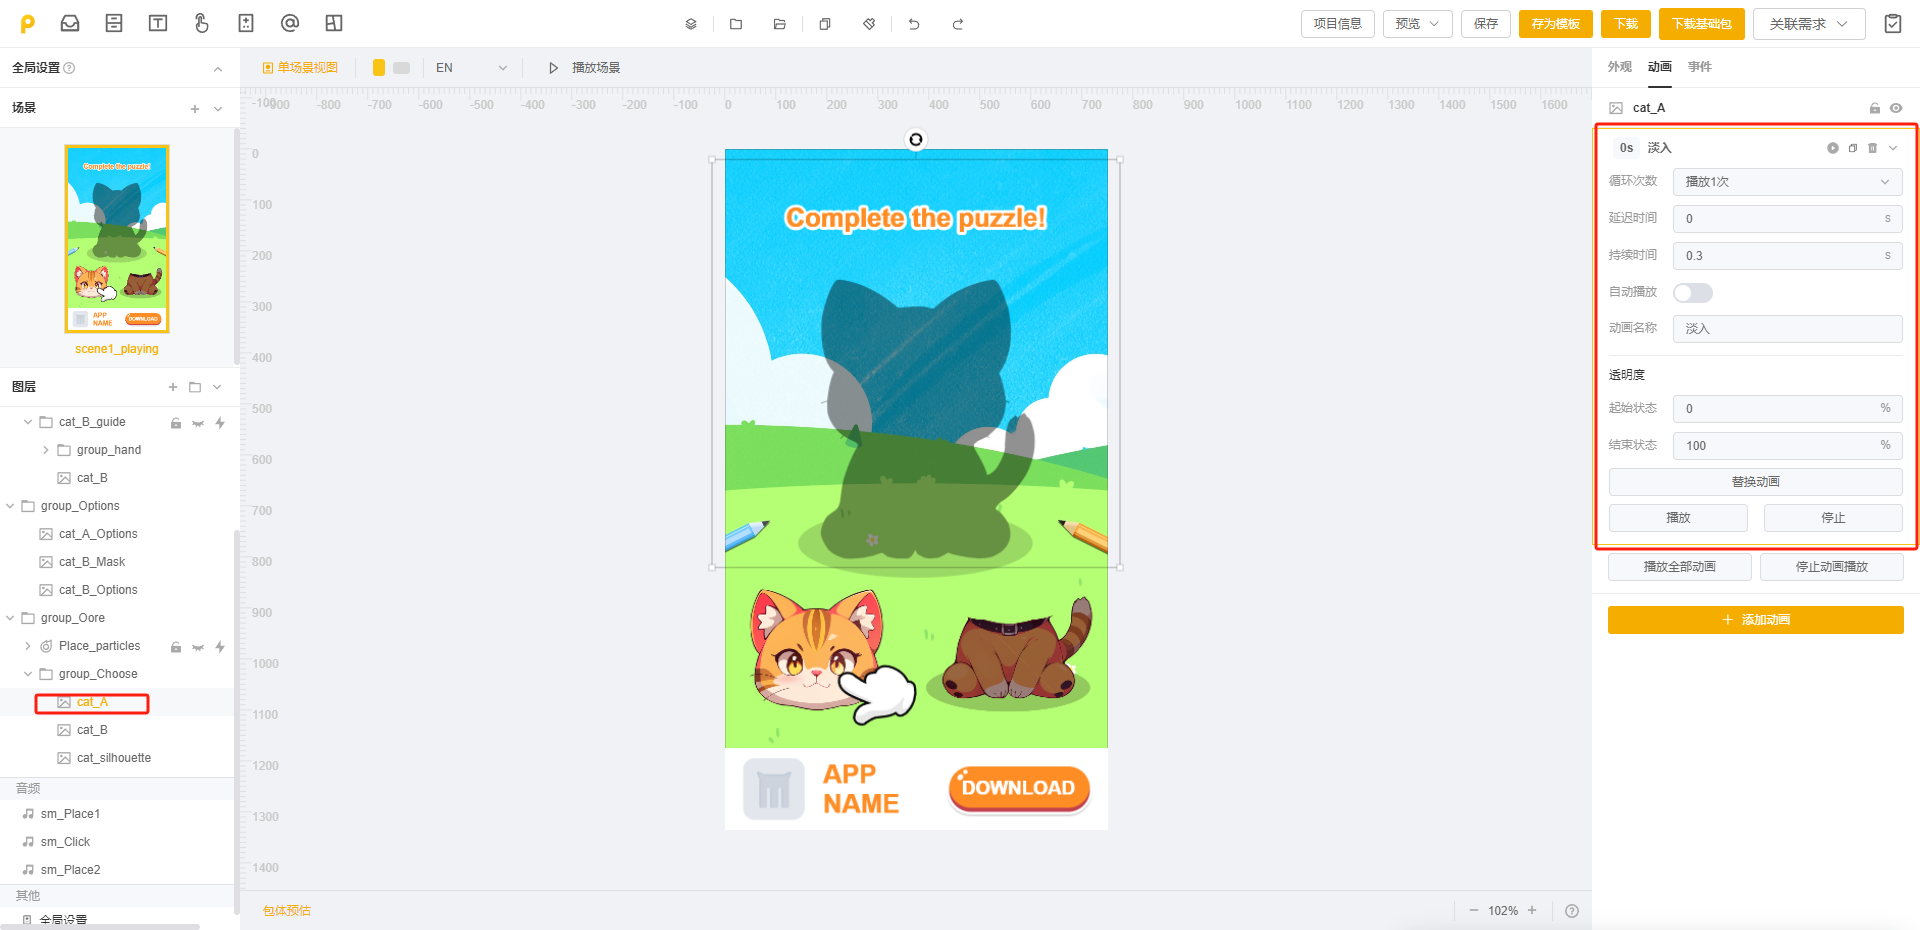 项目信息
预览
保存
存为模板
下载
下载基础包
关联需求
全局设置
场景
Complete the puzzle!
APP NAME
DOWNLOAD
scene1_playing
图层
cat_B_guide
group_hand
cat_B
group_Options
cat_A_Options
cat_B_Mask
cat_B_Options
group_Oore
Place_particles
group_Choose
cat_A
cat_B
cat_silhouette
音频
sm_Place1
sm_Click
sm_Place2
其他
全局设置
单场景视图
EN
播放场景
-900 -800 -700 -600 -500 -400 -300 -200 -100 0 100 200 300 400 500 600 700 800 900 1000 1100 1200 1300 1400 1500 1600
-100
0
100
200
300
400
500
600
700
800
900
1000
1100
1200
1300
1400
Complete the puzzle!
APP
NAME
DOWNLOAD
包体预估
102%
外观 动画 事件
cat_A
0s 淡入
循环次数 播放1次
延迟时间 0 s
持续时间 0.3 s
自动播放
动画名称 淡入
透明度
起始状态 0 %
结束状态 100 %
替换动画
播放 停止
播放全部动画 停止动画播放
+ 添加动画